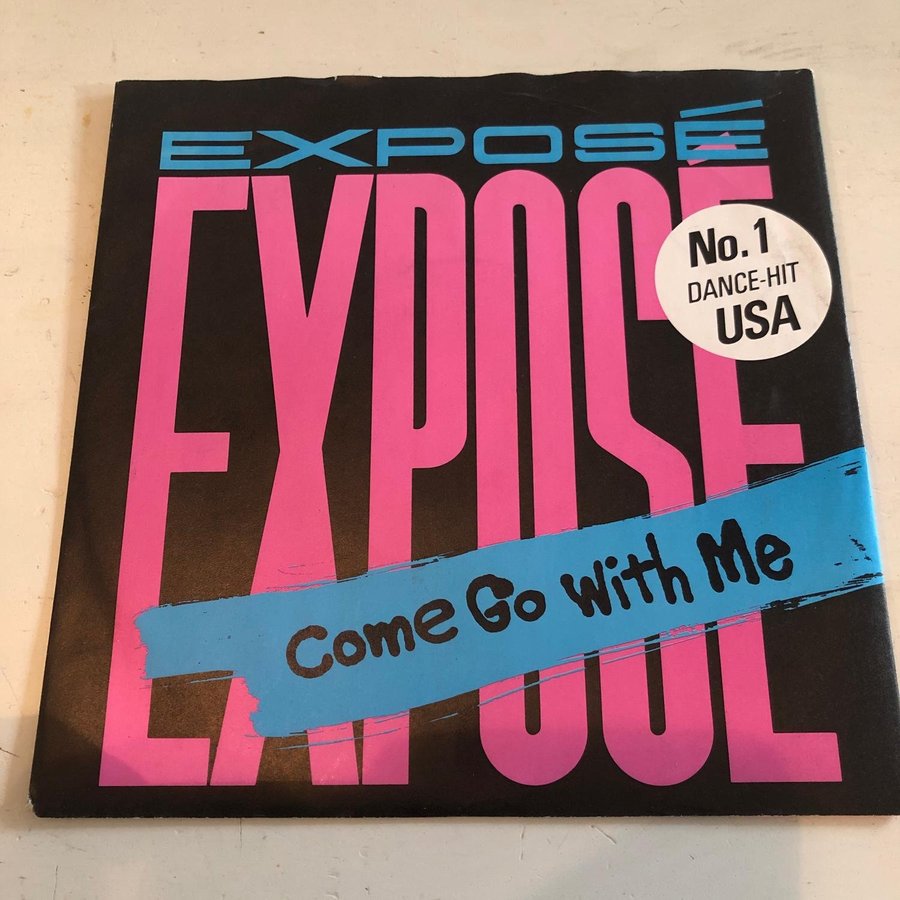 EXPOSÉ
EXPOSÉ
No. 1
DANCE-HIT
USA
Come Go With Me